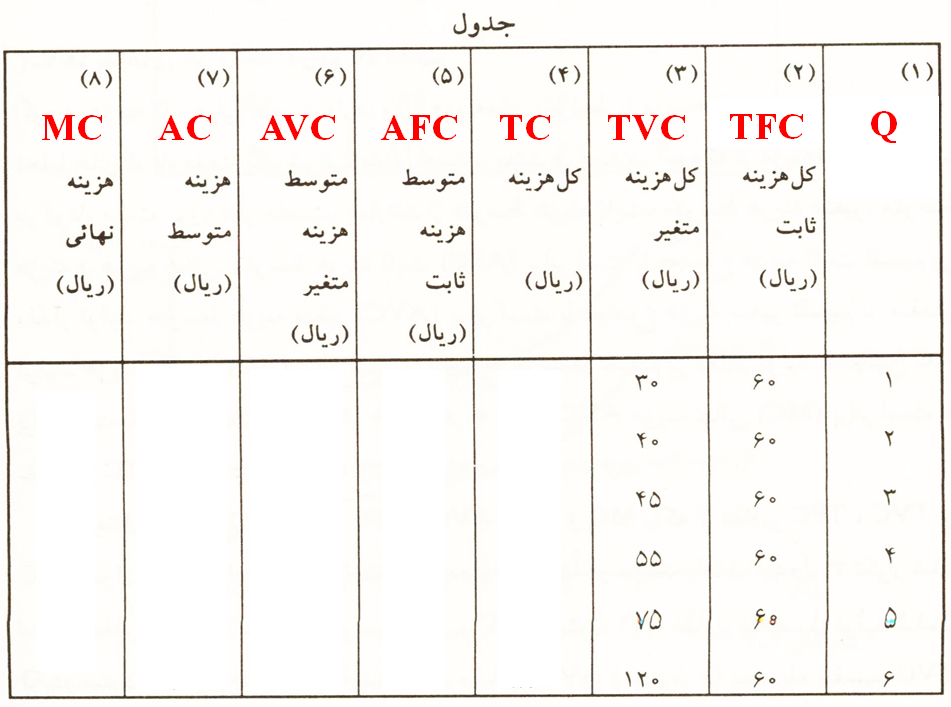 جدول
(۱) (۲) (۳) (۴) (۵) (۶) (۷) (۸)
Q TFC TVC TC AFC AVC AC MC
کل هزینه کل هزینه کل هزینه متوسط متوسط هزینه هزینه
ثابت متغیر هزینه هزینه متوسط نهائی
(ریال) (ریال) (ریال) ثابت متغیر (ریال) (ریال)
(ریال) (ریال)
۱ ۶۰ ۳۰
۲ ۶۰ ۴۰
۳ ۶۰ ۴۵
۴ ۶۰ ۵۵
۵ ۶۰ ۷۵
۶ ۶۰ ۱۲۰